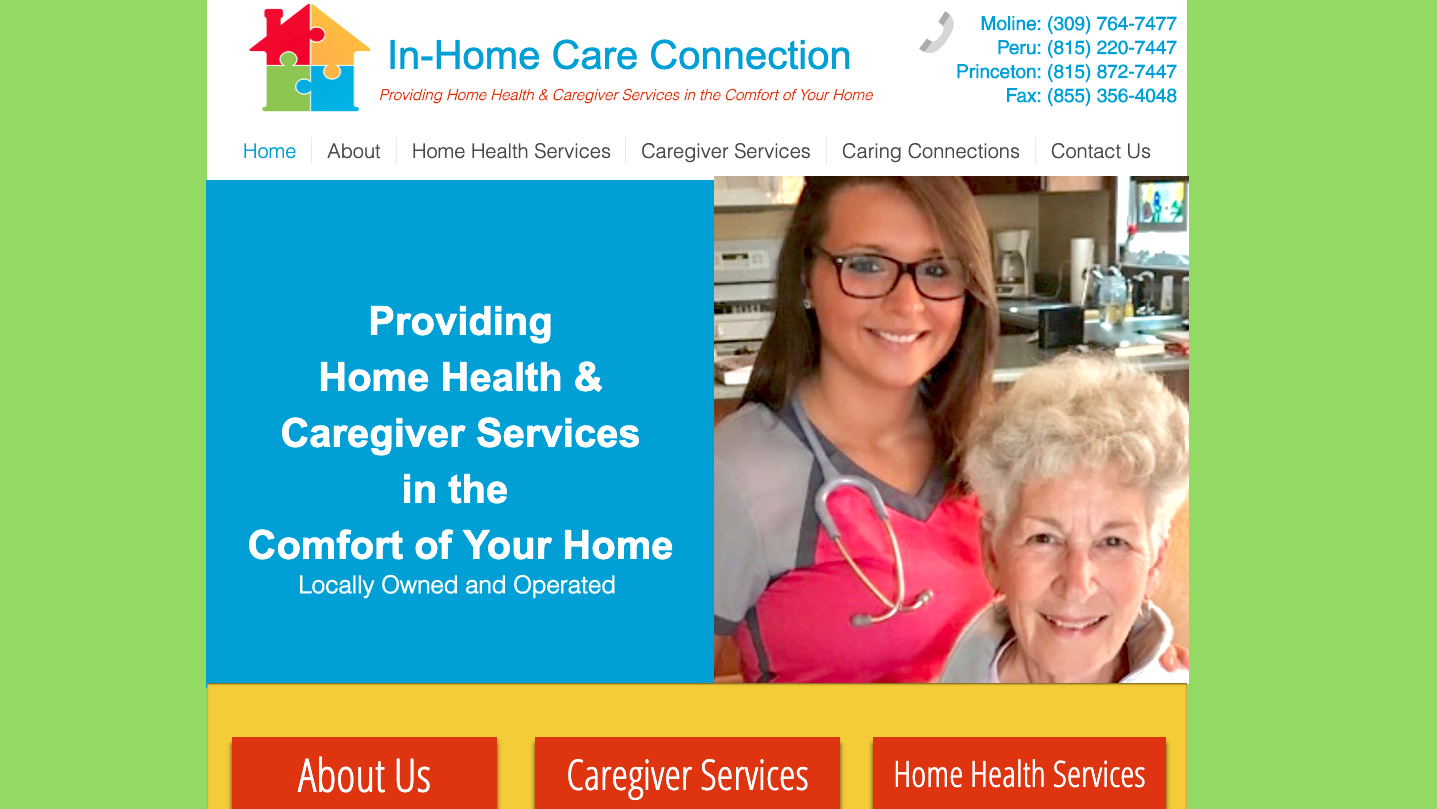 In-Home Care Connection
Providing Home Health & Caregiver Services in the Comfort of Your Home
Moline: (309) 764-7477
Peru: (815) 220-7447
Princeton: (815) 872-7447
Fax: (855) 356-4048
Home
About
Home Health Services
Caregiver Services
Caring Connections
Contact Us
Providing
Home Health &
Caregiver Services
in the
Comfort of Your Home
Locally Owned and Operated
About Us
Caregiver Services
Home Health Services